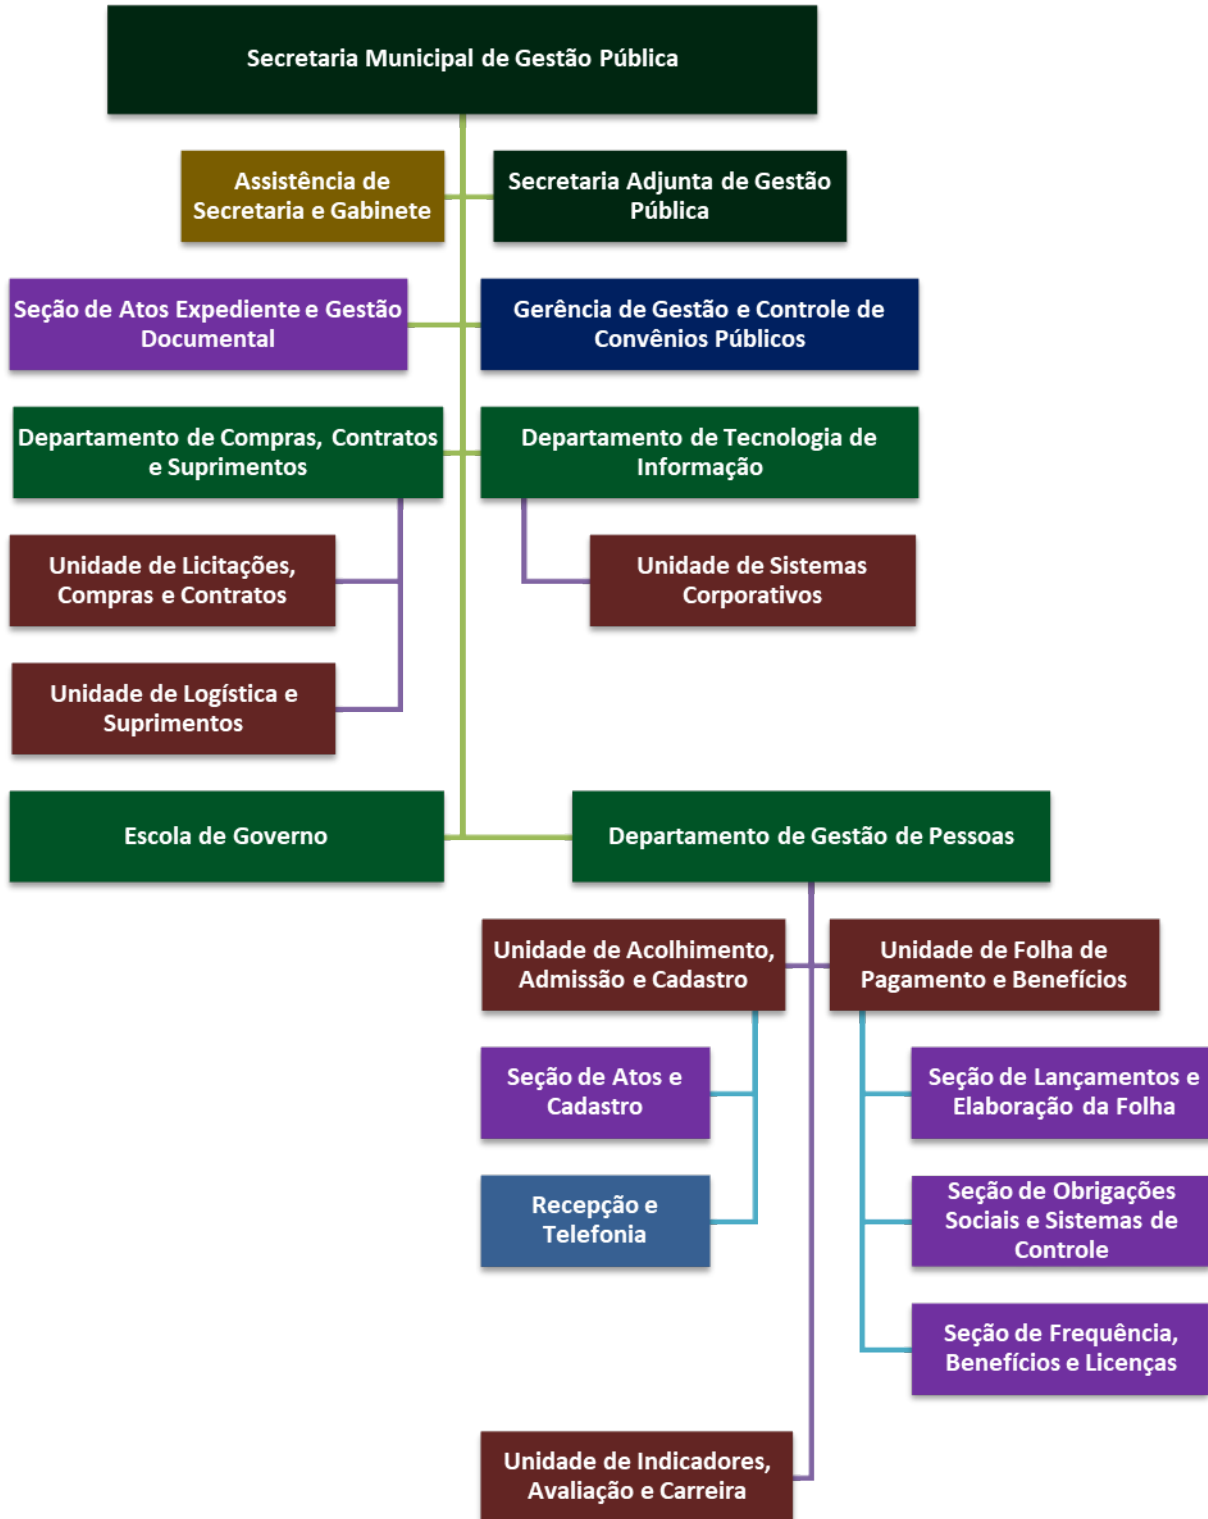 Secretaria Municipal de Gestão Pública
Assistência de
Secretaria e Gabinete
Secretaria Adjunta de Gestão
Pública
Seção de Atos Expediente e Gestão
Documental
Gerência de Gestão e Controle de
Convênios Públicos
Departamento de Compras, Contratos
e Suprimentos
Departamento de Tecnologia de
Informação
Unidade de Licitações,
Compras e Contratos
Unidade de Sistemas
Corporativos
Unidade de Logística e
Suprimentos
Escola de Governo
Departamento de Gestão de Pessoas
Unidade de Acolhimento,
Admissão e Cadastro
Unidade de Folha de
Pagamento e Benefícios
Seção de Atos e
Cadastro
Seção de Lançamentos e
Elaboração da Folha
Recepção e
Telefonia
Seção de Obrigações
Sociais e Sistemas de
Controle
Seção de Frequência,
Benefícios e Licenças
Unidade de Indicadores,
Avaliação e Carreira